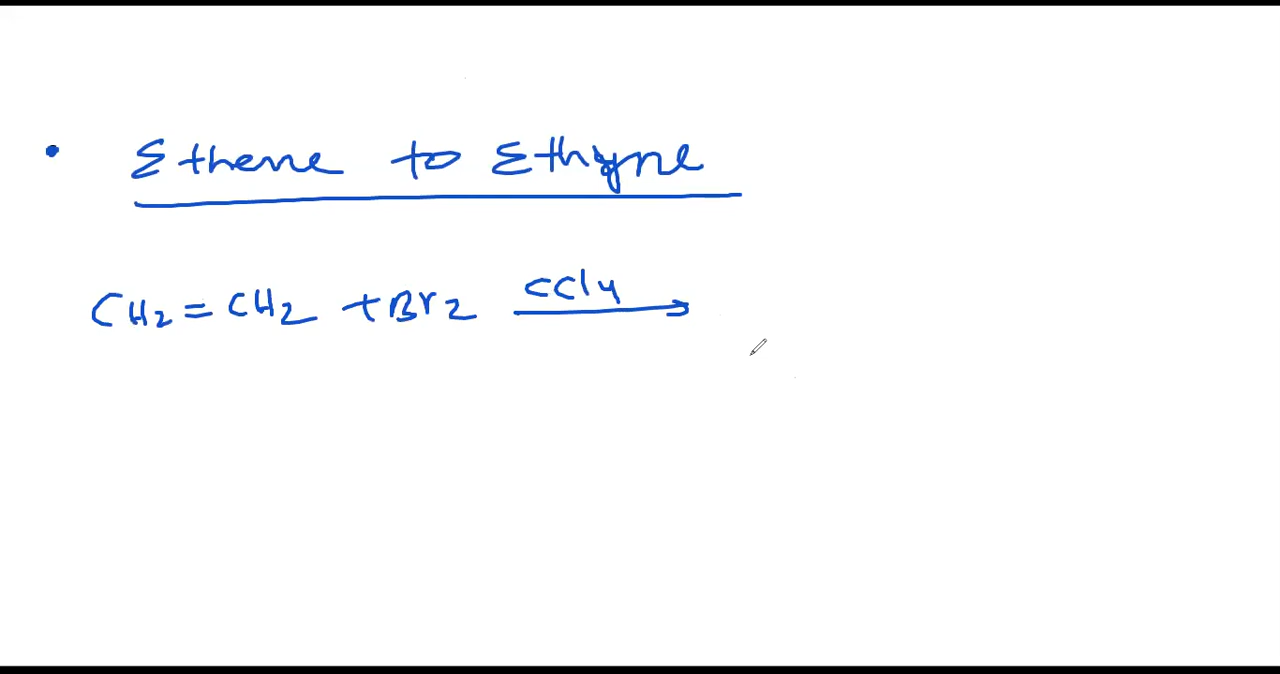 • Ethene to Ethyne
CH2 = CH2 + Br2 CCl4 →